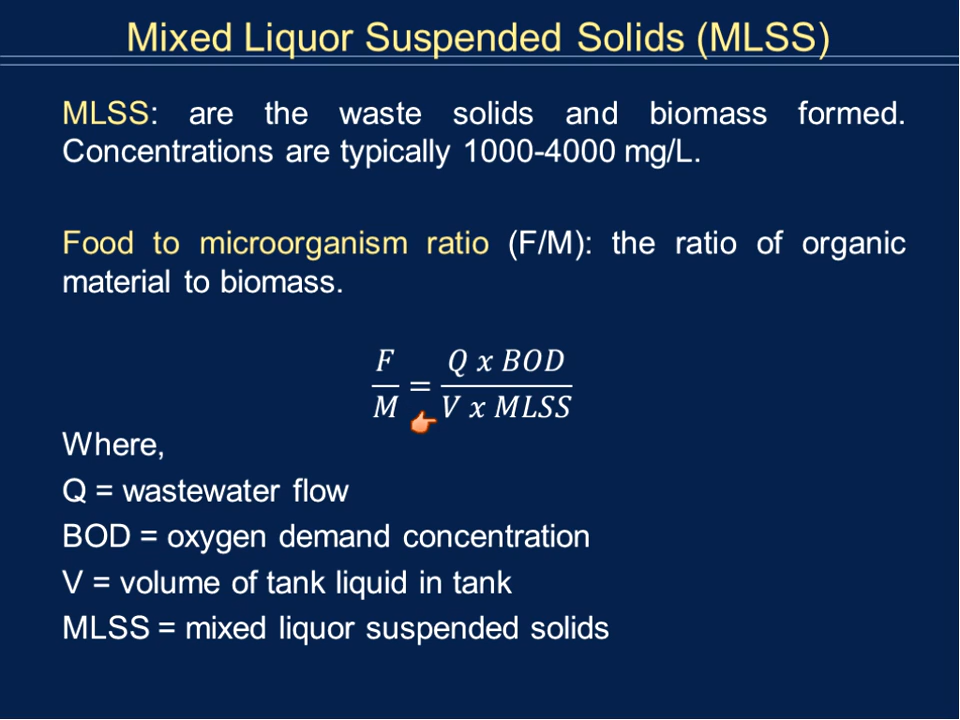 Mixed Liquor Suspended Solids (MLSS)
MLSS: are the waste solids and biomass formed.
Concentrations are typically 1000-4000 mg/L.
Food to microorganism ratio (F/M): the ratio of organic
material to biomass.
F/M = Q x BOD / V x MLSS
Where,
Q = wastewater flow
BOD = oxygen demand concentration
V = volume of tank liquid in tank
MLSS = mixed liquor suspended solids